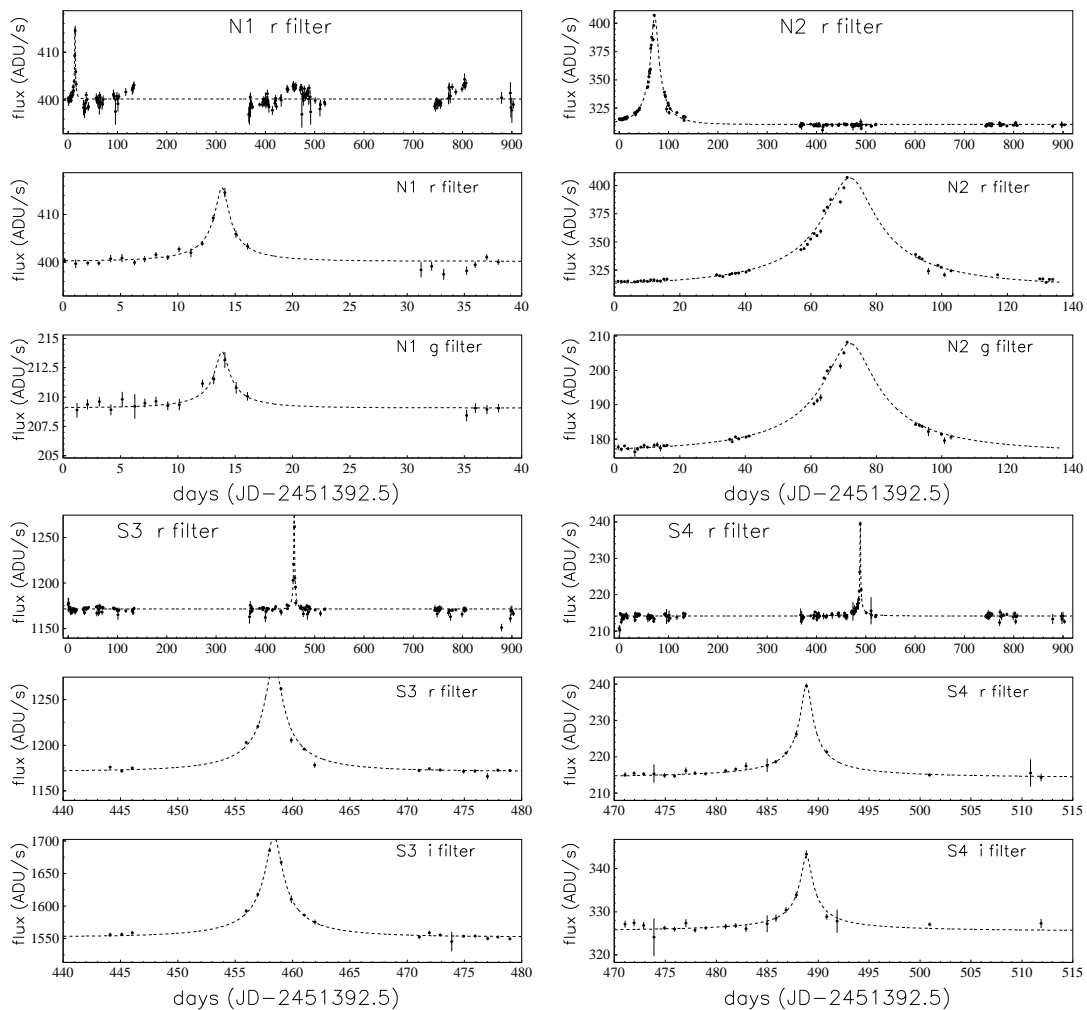 N1 r filter
flux (ADU/s)
420
400
0 100 200 300 400 500 600 700 800 900
N2 r filter
flux (ADU/s)
400
375
350
325
0 100 200 300 400 500 600 700 800 900
N1 r filter
flux (ADU/s)
410
400
0 5 10 15 20 25 30 35 40
N2 r filter
flux (ADU/s)
400
375
350
325
0 20 40 60 80 100 120 140
N1 g filter
flux (ADU/s)
215
212.5
210
207.5
205
0 5 10 15 20 25 30 35 40
days (JD-2451392.5)
N2 g filter
flux (ADU/s)
210
200
190
180
0 20 40 60 80 100 120 140
days (JD-2451392.5)
S3 r filter
flux (ADU/s)
1250
1200
1150
0 100 200 300 400 500 600 700 800 900
S4 r filter
flux (ADU/s)
240
230
220
210
0 100 200 300 400 500 600 700 800 900
S3 r filter
flux (ADU/s)
1250
1200
1150
440 445 450 455 460 465 470 475 480
S4 r filter
flux (ADU/s)
240
230
220
210
470 475 480 485 490 495 500 505 510 515
S3 i filter
flux (ADU/s)
1700
1650
1600
1550
440 445 450 455 460 465 470 475 480
days (JD-2451392.5)
S4 i filter
flux (ADU/s)
340
330
320
470 475 480 485 490 495 500 505 510 515
days (JD-2451392.5)